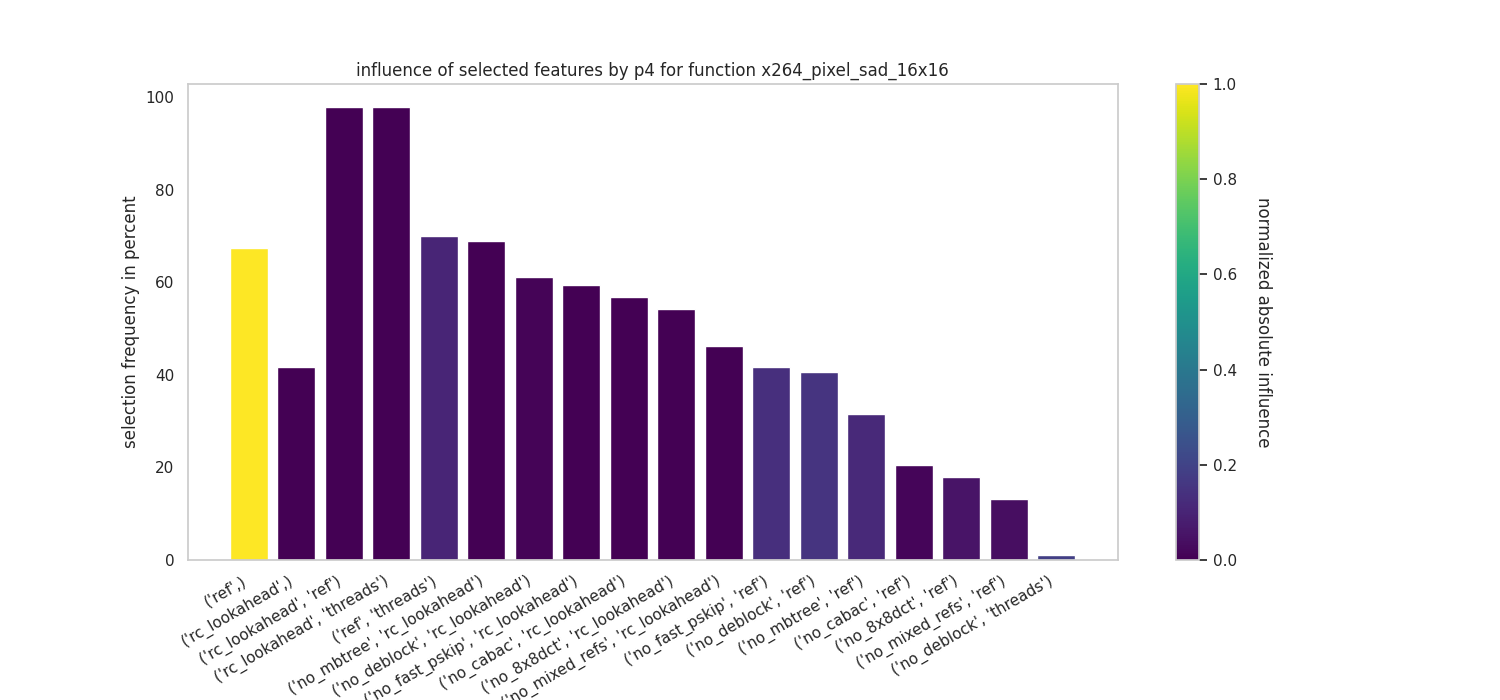 influence of selected features by p4 for function x264_pixel_sad_16x16
selection frequency in percent
100
80
60
40
20
0
('ref',)
('rc_lookahead',)
('rc_lookahead', 'ref')
('rc_lookahead', 'threads')
('ref', 'threads')
('no_mbtree', 'rc_lookahead')
('no_deblock', 'rc_lookahead')
'no_fast_pskip', 'rc_lookahead')
('no_cabac', 'rc_lookahead')
('no_8x8dct', 'rc_lookahead')
'no_mixed_refs', 'rc_lookahead')
('no_fast_pskip', 'ref')
('no_deblock', 'ref')
('no_mbtree', 'ref')
('no_cabac', 'ref')
('no_8x8dct', 'ref')
('no_mixed_refs', 'ref')
('no_deblock', 'threads')
1.0
0.8
0.6
0.4
0.2
0.0
normalized absolute influence